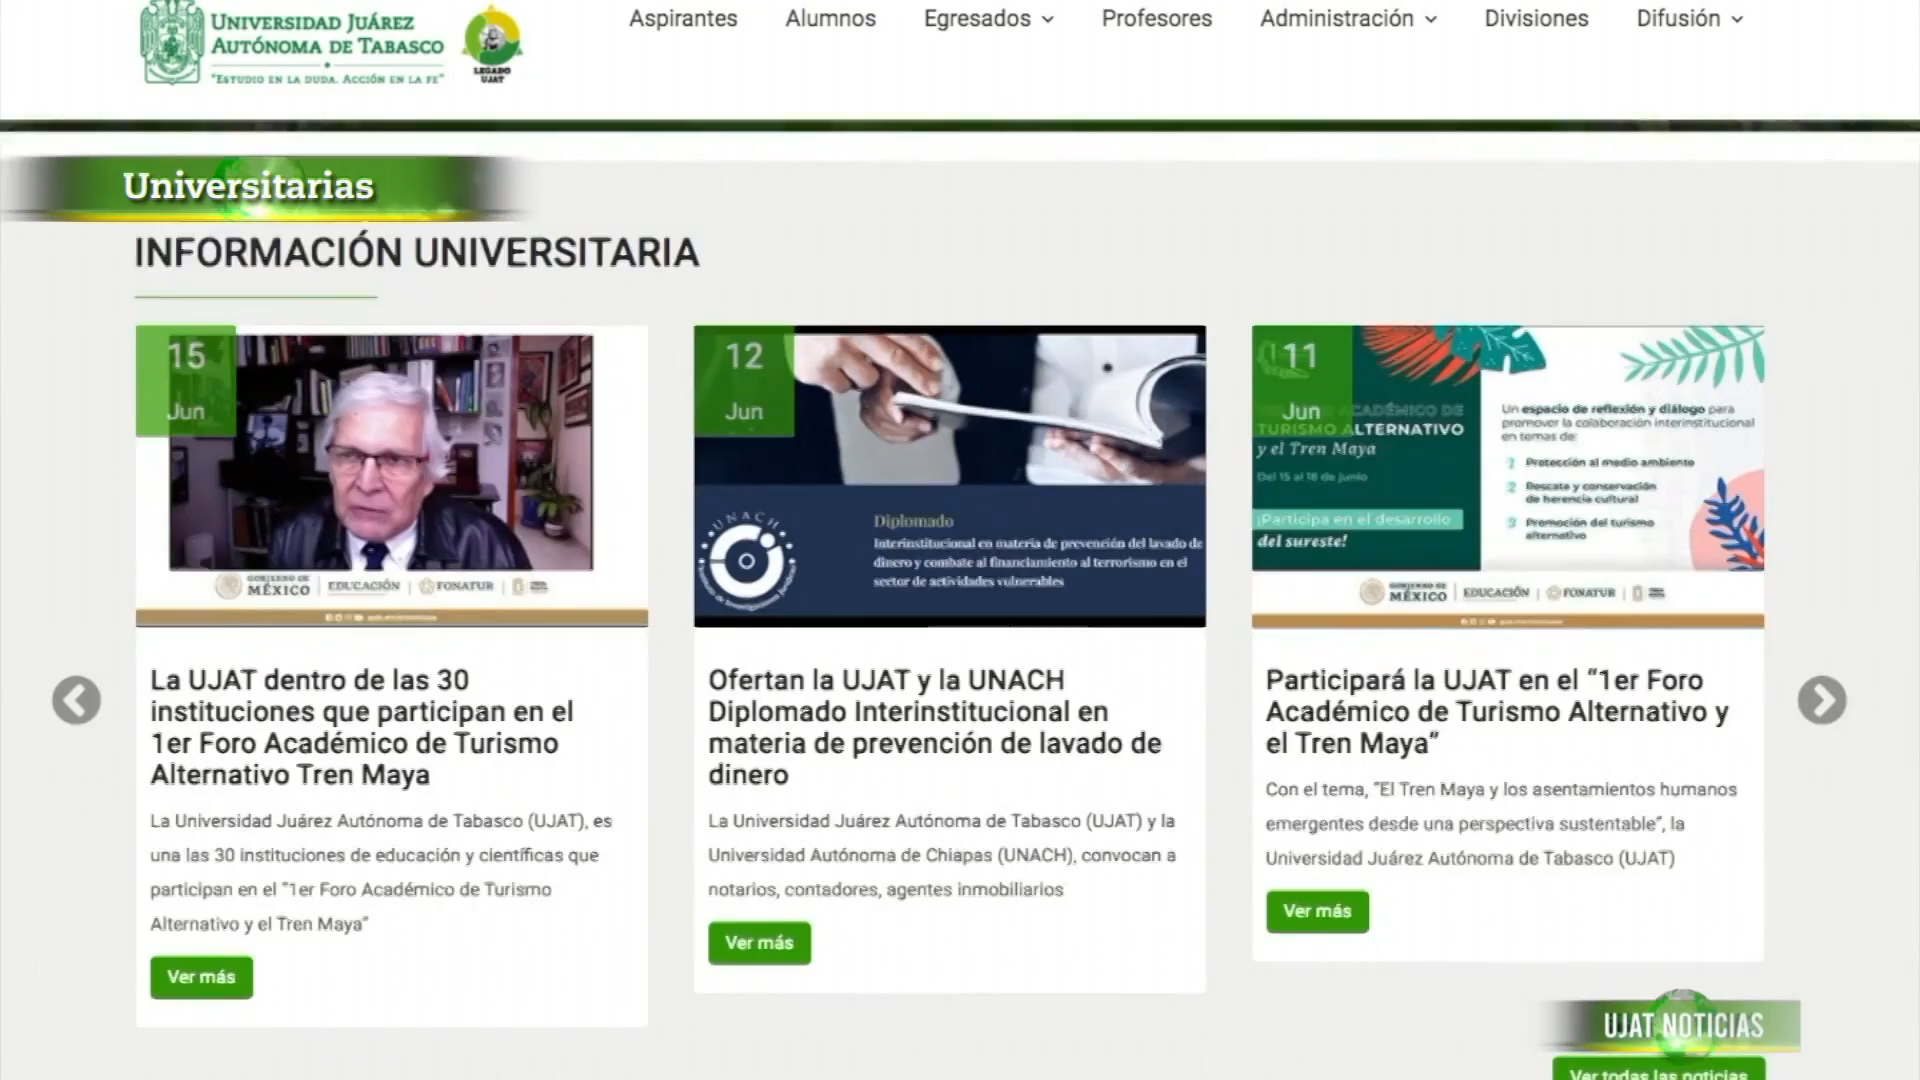 UNIVERSIDAD JUÁREZ
AUTÓNOMA DE TABASCO
"ESTUDIO EN LA DUDA. ACCIÓN EN LA FE"
LEGADO
UJAT
Aspirantes
Alumnos
Egresados
Profesores
Administración
Divisiones
Difusión
Universitarias
INFORMACIÓN UNIVERSITARIA
15
Jun
GOBIERNO DE
MÉXICO
EDUCACIÓN
FONATUR
La UJAT dentro de las 30
instituciones que participan en el
1er Foro Académico de Turismo
Alternativo Tren Maya
La Universidad Juárez Autónoma de Tabasco (UJAT), es
una las 30 instituciones de educación y científicas que
participan en el "1er Foro Académico de Turismo
Alternativo y el Tren Maya"
Ver más
12
Jun
UNACH
Diplomado
Interinstitucional en materia de prevención del lavado de
dinero y combate al financiamiento al terrorismo en el
sector de actividades vulnerables
Ofertan la UJAT y la UNACH
Diplomado Interinstitucional en
materia de prevención de lavado de
dinero
La Universidad Juárez Autónoma de Tabasco (UJAT) y la
Universidad Autónoma de Chiapas (UNACH), convocan a
notarios, contadores, agentes inmobiliarios
Ver más
11
Jun
ACADÉMICO DE
TURISMO ALTERNATIVO
y el Tren Maya
Del 15 al 18 de junio
¡Participa en el desarrollo
del sureste!
Un espacio de reflexión y diálogo para
promover la colaboración interinstitucional
en temas de:
1 Protección al medio ambiente
2 Rescate y conservación
de herencia cultural
3 Promoción del turismo
alternativo
GOBIERNO DE
MÉXICO
EDUCACIÓN
FONATUR
Participará la UJAT en el "1er Foro
Académico de Turismo Alternativo y
el Tren Maya"
Con el tema, "El Tren Maya y los asentamientos humanos
emergentes desde una perspectiva sustentable", la
Universidad Juárez Autónoma de Tabasco (UJAT)
Ver más
UJAT NOTICIAS
Ver todas las noticias